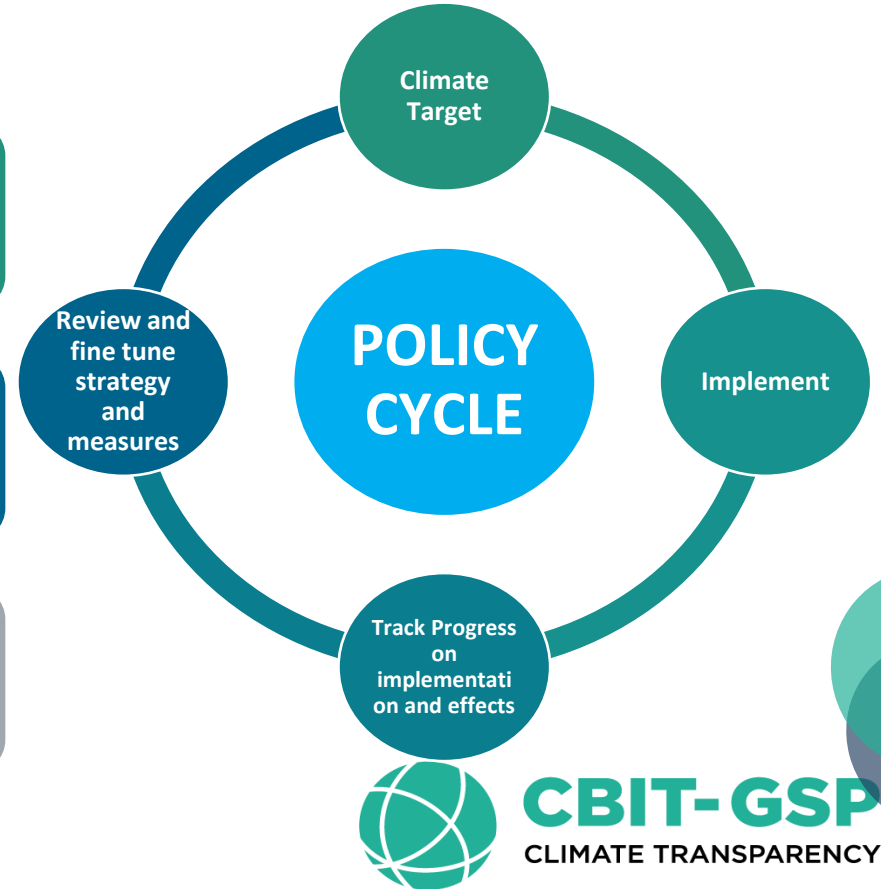 Climate
Target
Review and
fine tune
strategy
and
measures
POLICY
CYCLE
Implement
Track Progress
on
implementati
on and effects
CBIT-GSP
CLIMATE TRANSPARENCY